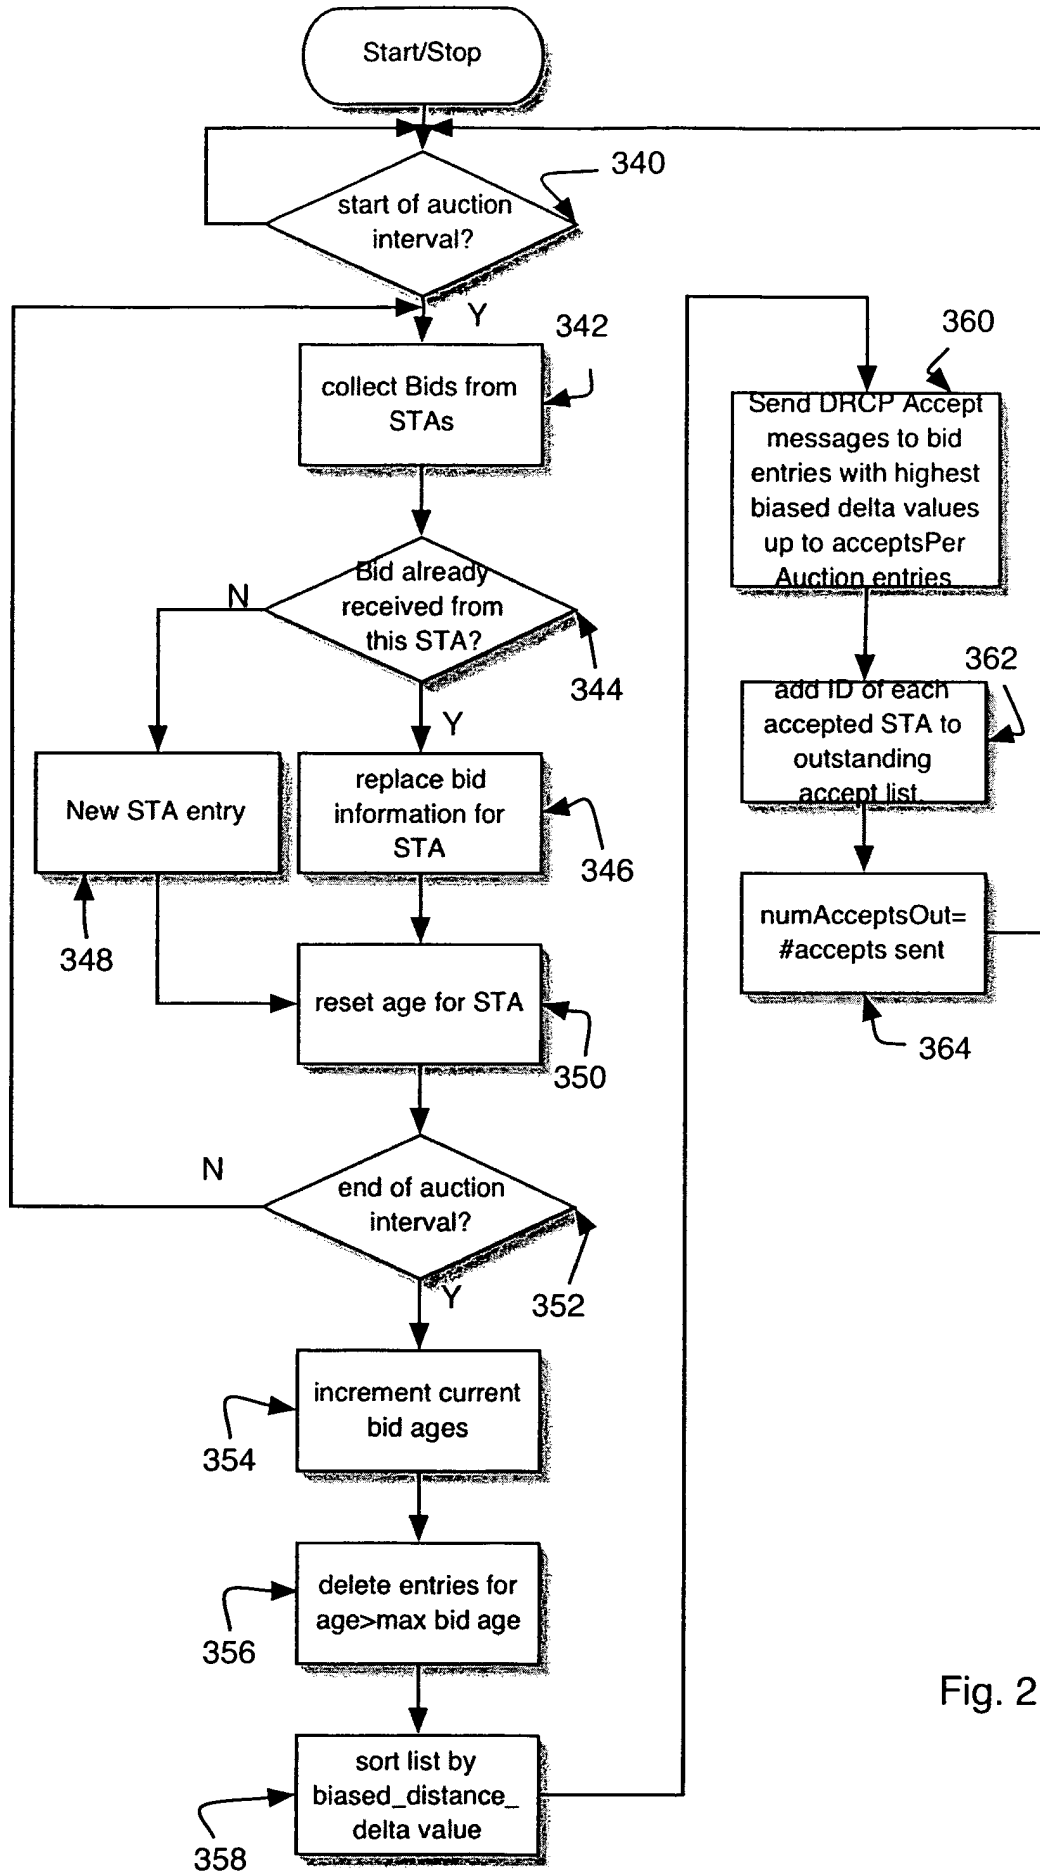 Start/Stop
start of auction
interval?
340
Y
342
collect Bids from
STAs
Bid already
received from
this STA?
N
344
Y
New STA entry
348
replace bid
information for
STA
346
reset age for STA
350
end of auction
interval?
N
352
Y
increment current
bid ages
354
delete entries for
age>max bid age
356
sort list by
biased_distance_
delta value
358
360
Send DRCP Accept
messages to bid
entries with highest
biased delta values
up to acceptsPer
Auction entries
362
add ID of each
accepted STA to
outstanding
accept list.
numAcceptsOut=
#accepts sent
364
Fig. 2